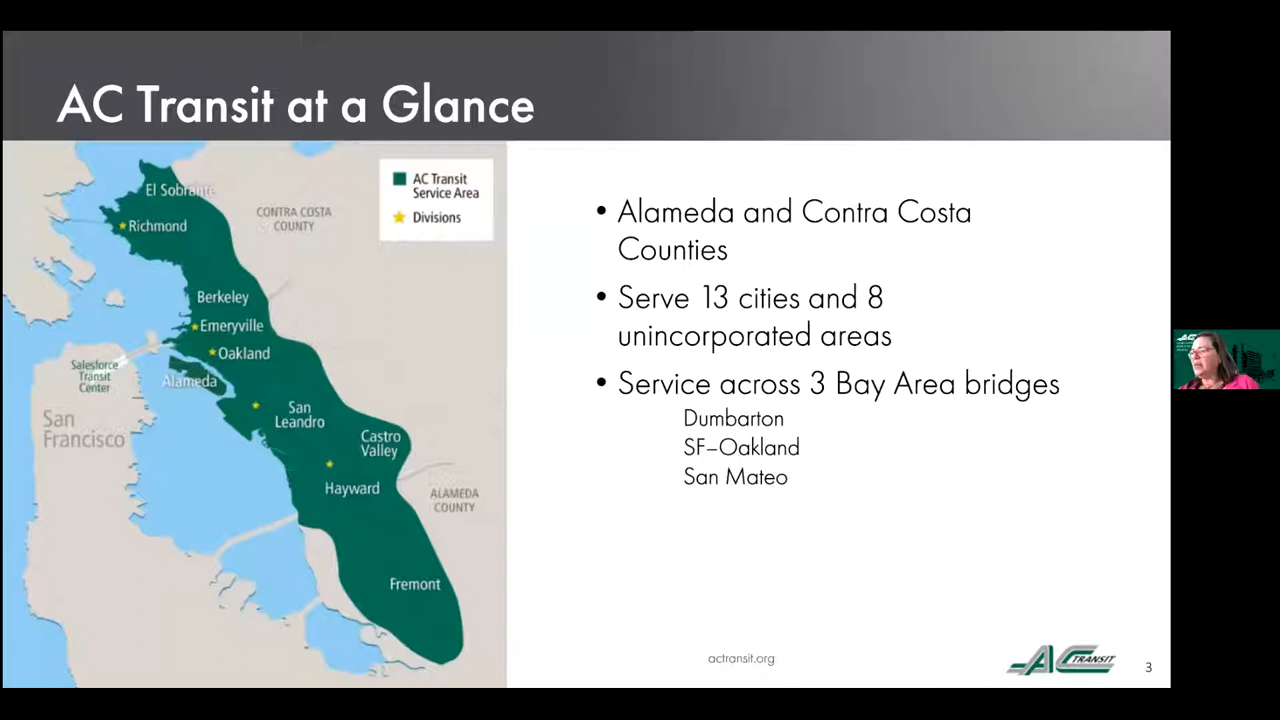 AC Transit at a Glance
El Sobrante
Richmond
CONTRA COSTA
COUNTY
AC Transit
Service Area
Divisions
Berkeley
Emeryville
Oakland
Salesforce
Transit
Center
Alameda
San
Francisco
San
Leandro
Castro
Valley
Hayward
ALAMEDA
COUNTY
Fremont
• Alameda and Contra Costa
Counties
• Serve 13 cities and 8
unincorporated areas
• Service across 3 Bay Area bridges
Dumbarton
SF–Oakland
San Mateo
actransit.org
AC TRANSIT
3